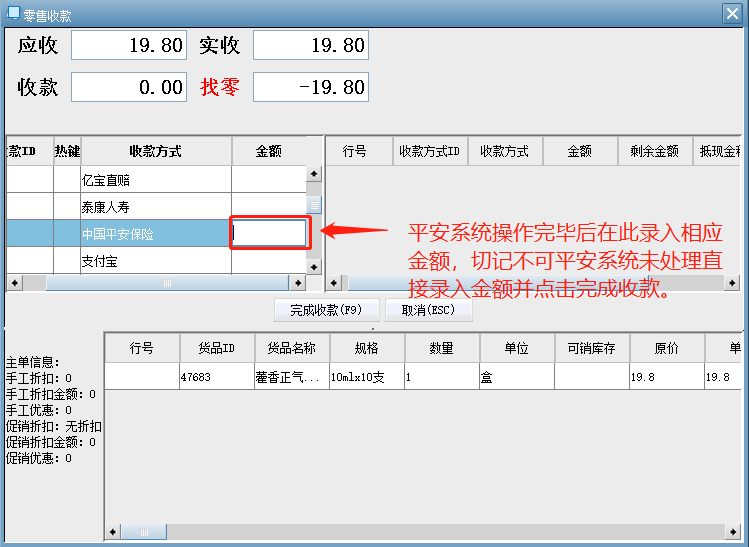 零售收款
应收 19.80 实收 19.80
收款 0.00 找零 -19.80
款ID 热键 收款方式 金额
行号 收款方式ID 收款方式 金额 剩余金额 抵现金
亿宝直赔
泰康人寿
中国平安保险
支付宝
平安系统操作完毕后在此录入相应
金额，切记不可平安系统未处理直
接录入金额并点击完成收款。
完成收款(F9) 取消(ESC)
主单信息:
手工折扣: 0
手工折扣金额: 0
手工优惠: 0
促销折扣: 无折扣
促销折扣金额: 0
促销优惠: 0
行号 货品ID 货品名称 规格 数量 单位 可销库存 原价 单
47683 藿香正气... 10mlx10支 1 盒 19.8 19.8